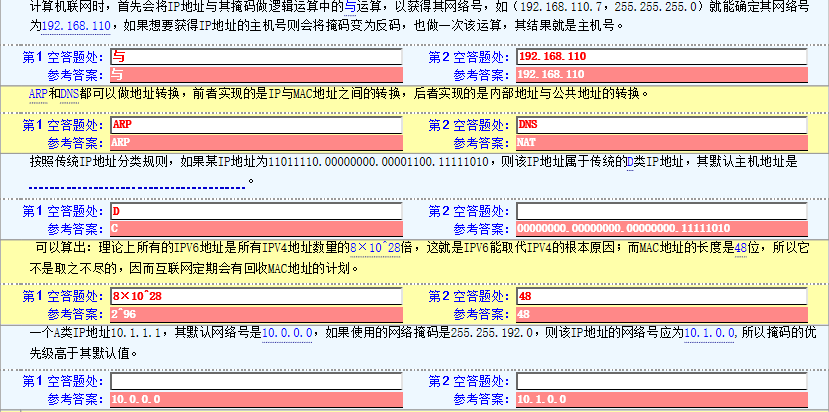 计算机联网时，首先会将IP地址与其掩码做逻辑运算中的与运算，以获得其网络号，如（192.168.110.7，255.255.255.0）就能确定其网络号
为192.168.110，如果想要获得IP地址的主机号则会将掩码变为反码，也做一次该运算，其结果就是主机号。
第1 空答题处： 与 第2 空答题处： 192.168.110
参考答案： 与 参考答案： 192.168.110
ARP和DNS都可以做地址转换，前者实现的是IP与MAC地址之间的转换，后者实现的是内部地址与公共地址的转换。
第1 空答题处： ARP 第2 空答题处： DNS
参考答案： ARP 参考答案： NAT
按照传统IP地址分类规则，如果某IP地址为11011110.00000000.00001100.11111010，则该IP地址属于传统的D类IP地址，其默认主机地址是
。
第1 空答题处： D 第2 空答题处：
参考答案： C 参考答案： 00000000.00000000.00000000.11111010
可以算出：理论上所有的IPV6地址是所有IPV4地址数量的8×10^28倍，这就是IPV6能取代IPV4的根本原因；而MAC地址的长度是48位，所以它
不是取之不尽的，因而互联网定期会有回收MAC地址的计划。
第1 空答题处： 8×10^28 第2 空答题处： 48
参考答案： 2^96 参考答案： 48
一个A类IP地址10.1.1.1，其默认网络号是10.0.0.0，如果使用的网络掩码是255.255.192.0，则该IP地址的网络号应为10.1.0.0,所以掩码的优
先级高于其默认值。
第1 空答题处： 第2 空答题处：
参考答案： 10.0.0.0 参考答案： 10.1.0.0